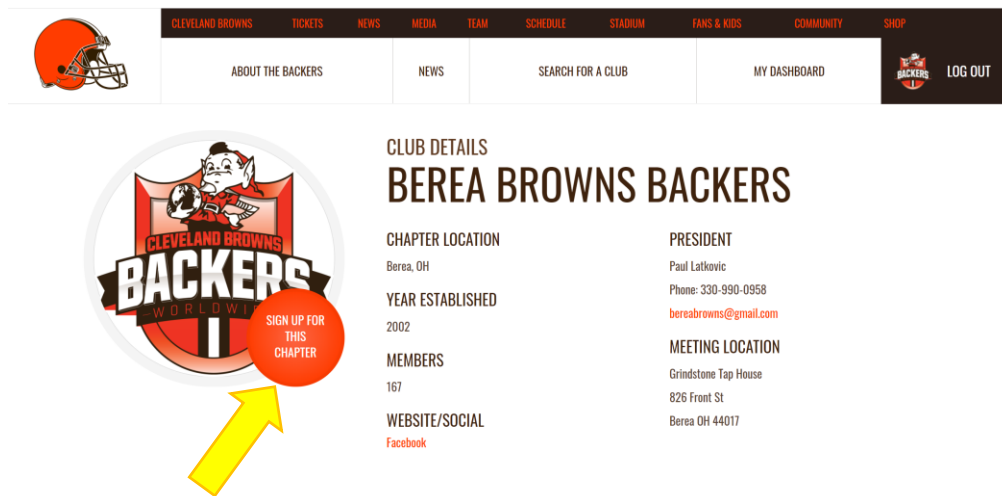 CLEVELAND BROWNS TICKETS NEWS MEDIA TEAM SCHEDULE STADIUM FANS & KIDS COMMUNITY SHOP
ABOUT THE BACKERS NEWS SEARCH FOR A CLUB MY DASHBOARD BACKERS LOG OUT
CLEVELAND BROWNS
BACKERS
WORLDWI
SIGN UP FOR
THIS
CHAPTER
CLUB DETAILS
BEREA BROWNS BACKERS
CHAPTER LOCATION
Berea, OH
YEAR ESTABLISHED
2002
MEMBERS
167
WEBSITE/SOCIAL
Facebook
PRESIDENT
Paul Latkovic
Phone: 330-990-0958
bereabrowns@gmail.com
MEETING LOCATION
Grindstone Tap House
826 Front St
Berea OH 44017